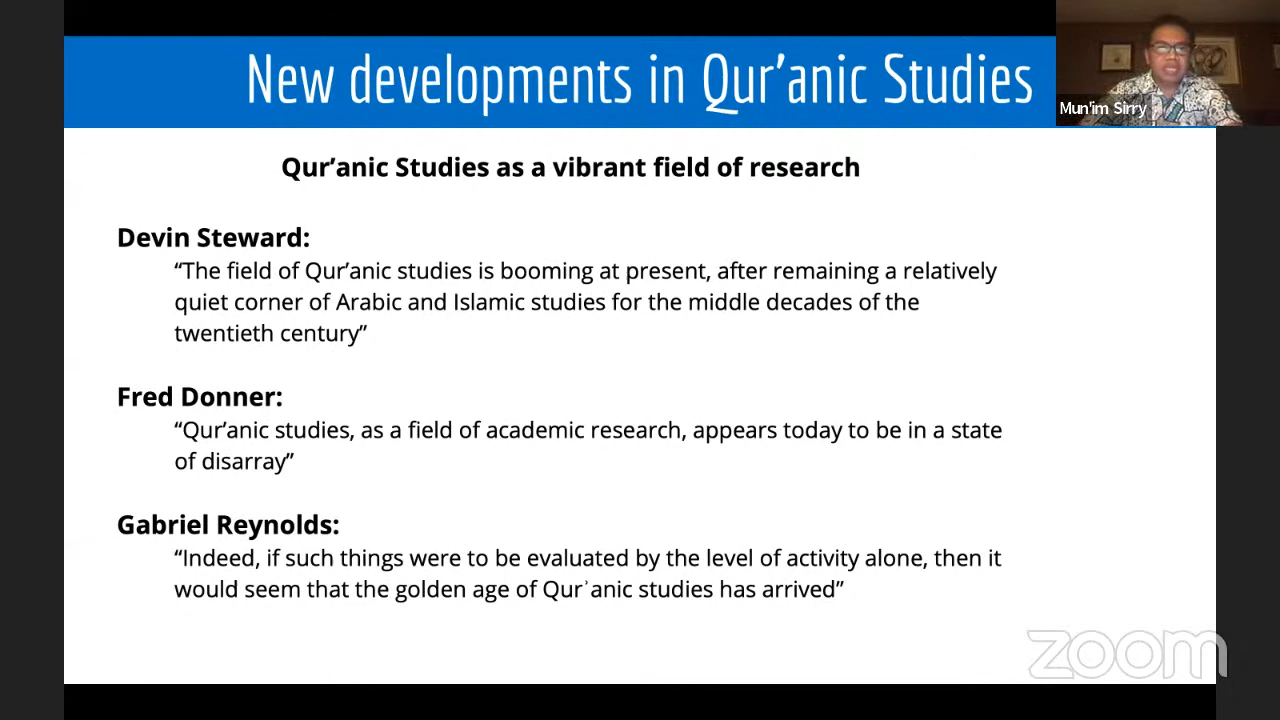 New developments in Qur’anic Studies
Mun'im Sirry
Qur’anic Studies as a vibrant field of research
Devin Steward:
“The field of Qur’anic studies is booming at present, after remaining a relatively
quiet corner of Arabic and Islamic studies for the middle decades of the
twentieth century”
Fred Donner:
“Qur’anic studies, as a field of academic research, appears today to be in a state
of disarray”
Gabriel Reynolds:
“Indeed, if such things were to be evaluated by the level of activity alone, then it
would seem that the golden age of Qurʾanic studies has arrived”
zoom